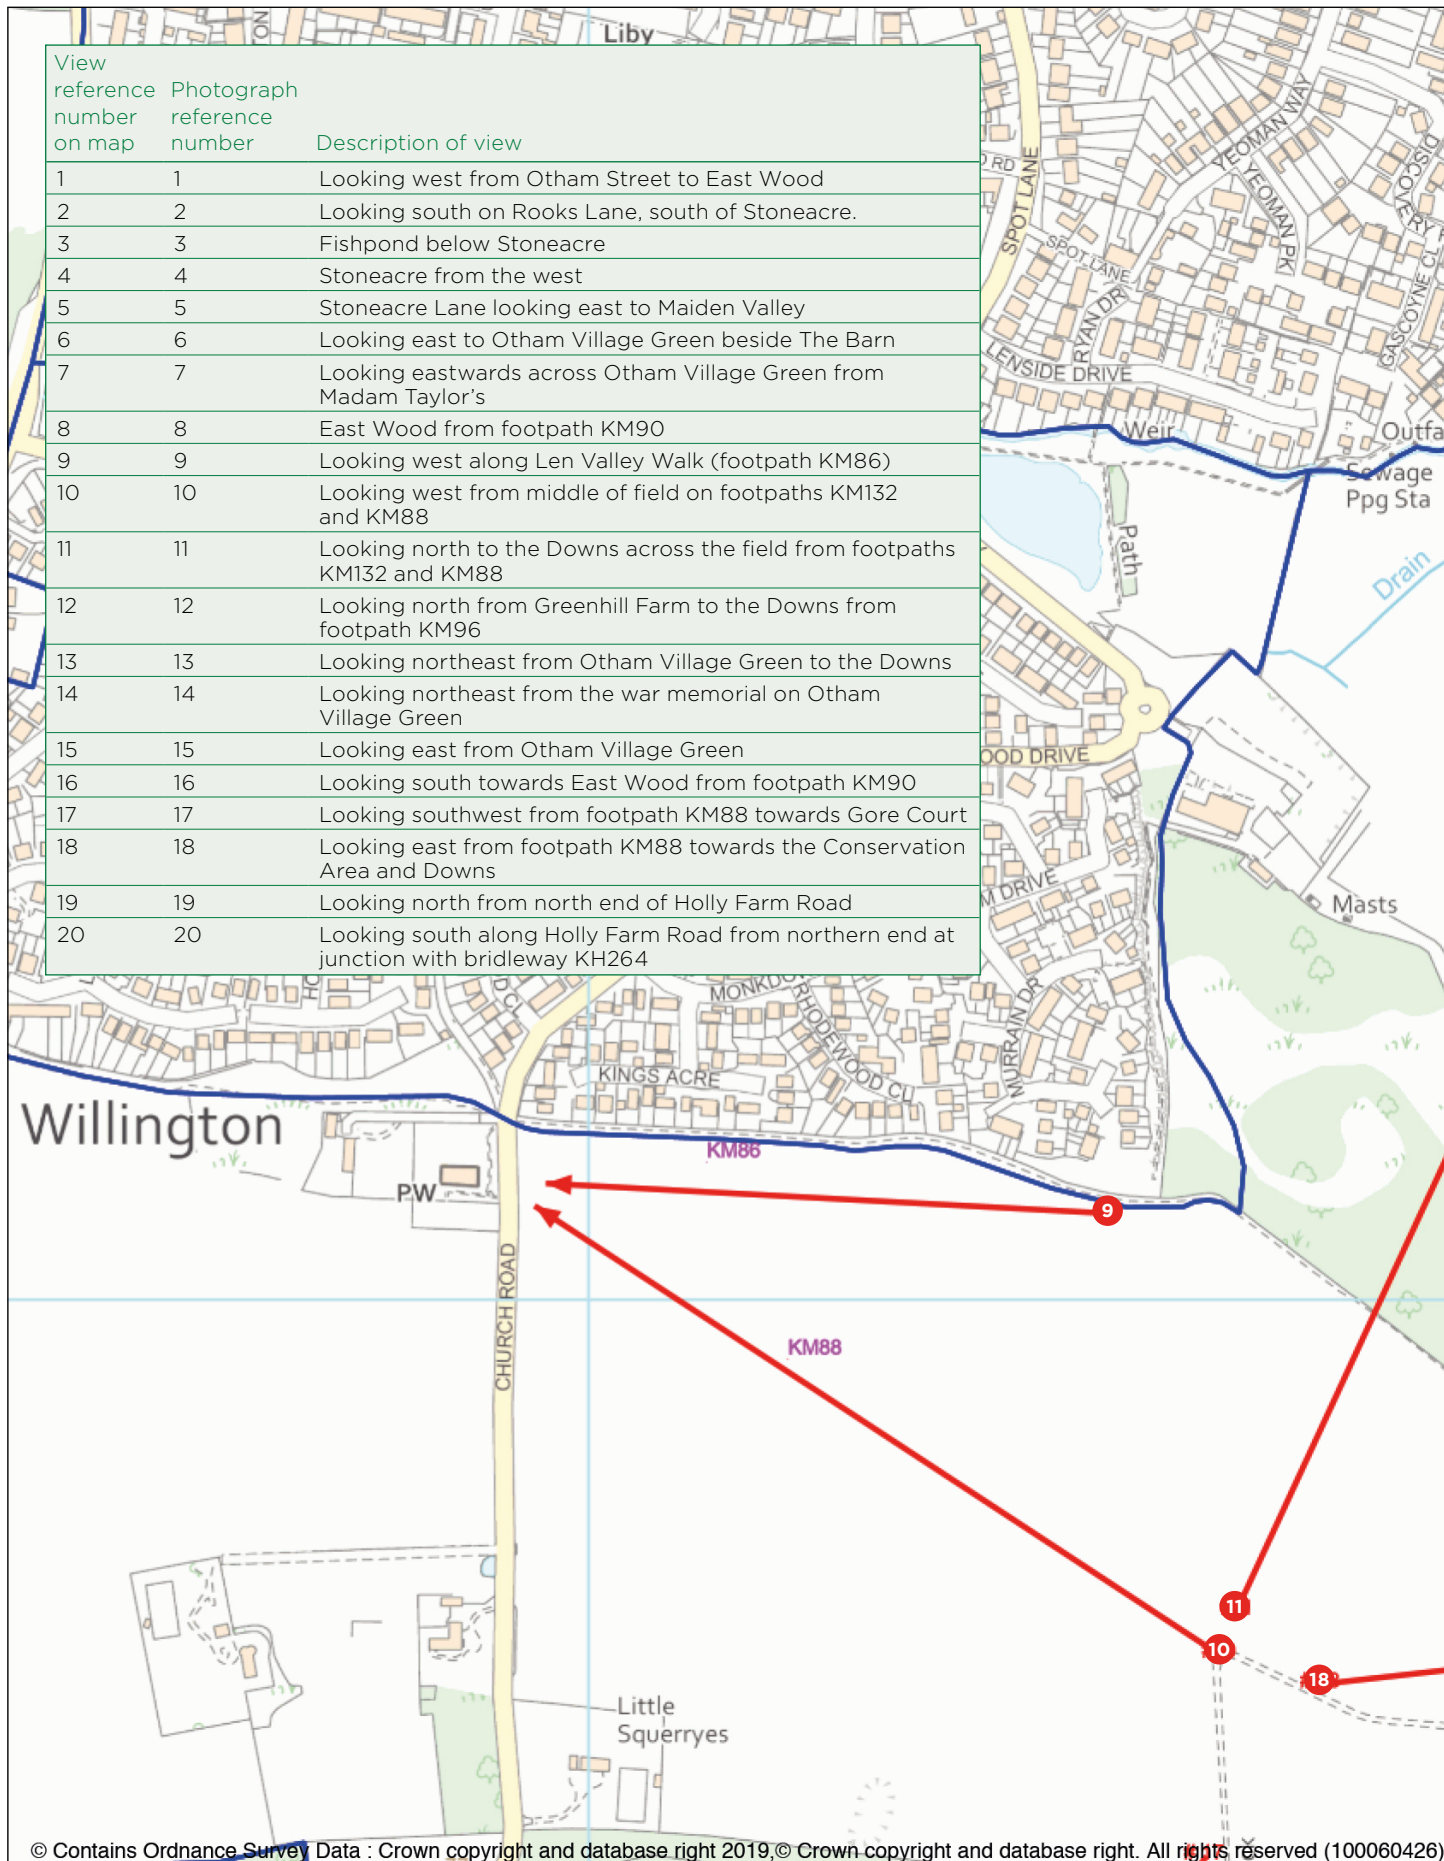 Liby
View
reference Photograph
number reference
on map number Description of view
1 1 Looking west from Otham Street to East Wood
2 2 Looking south on Rooks Lane, south of Stoneacre.
3 3 Fishpond below Stoneacre
4 4 Stoneacre from the west
5 5 Stoneacre Lane looking east to Maiden Valley
6 6 Looking east to Otham Village Green beside The Barn
7 7 Looking eastwards across Otham Village Green from
Madam Taylor's
8 8 East Wood from footpath KM90
9 9 Looking west along Len Valley Walk (footpath KM86)
10 10 Looking west from middle of field on footpaths KM132
and KM88
11 11 Looking north to the Downs across the field from footpaths
KM132 and KM88
12 12 Looking north from Greenhill Farm to the Downs from
footpath KM96
13 13 Looking northeast from Otham Village Green to the Downs
14 14 Looking northeast from the war memorial on Otham
Village Green
15 15 Looking east from Otham Village Green
16 16 Looking south towards East Wood from footpath KM90
17 17 Looking southwest from footpath KM88 towards Gore Court
18 18 Looking east from footpath KM88 towards the Conservation
Area and Downs
19 19 Looking north from north end of Holly Farm Road
20 20 Looking south along Holly Farm Road from northern end at
junction with bridleway KH264
SPOT LANE
YEOMAN WAY
YEOMAN PK
GASCOYNE CL
SPOT LANE
RYAN DR
LENSIDE DRIVE
Weir
Outfa
Sewage
Ppg Sta
Path
Drain
OOD DRIVE
M DRIVE
Masts
RHODEWOOD CL
MURRAIN DR
KINGS ACRE
Willington
KM86
PW
9
CHURCH ROAD
KM88
11
10
18
Little
Squerryes
© Contains Ordnance Survey Data : Crown copyright and database right 2019,© Crown copyright and database right. All rights reserved (100060426)